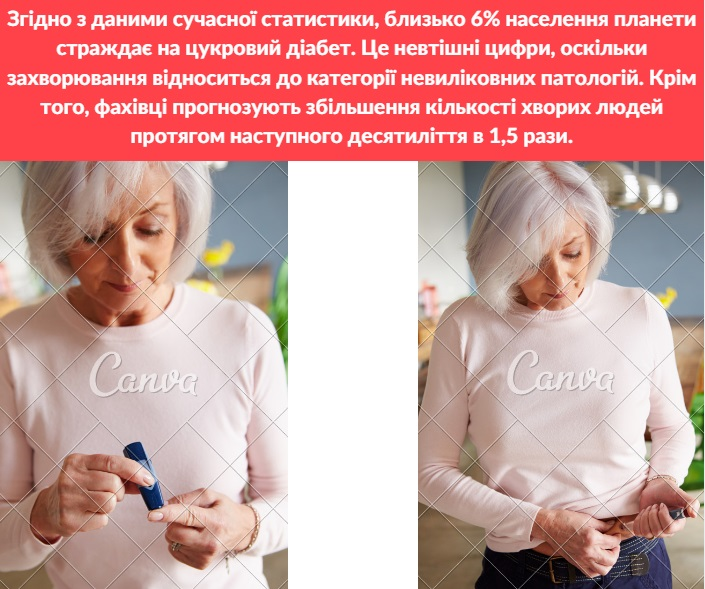 Згідно з даними сучасної статистики, близько 6% населення планети
страждає на цукровий діабет. Це невтішні цифри, оскільки
захворювання відноситься до категорії невиліковних патологій. Крім
того, фахівці прогнозують збільшення кількості хворих людей
протягом наступного десятиліття в 1,5 рази.
Canva
Canva